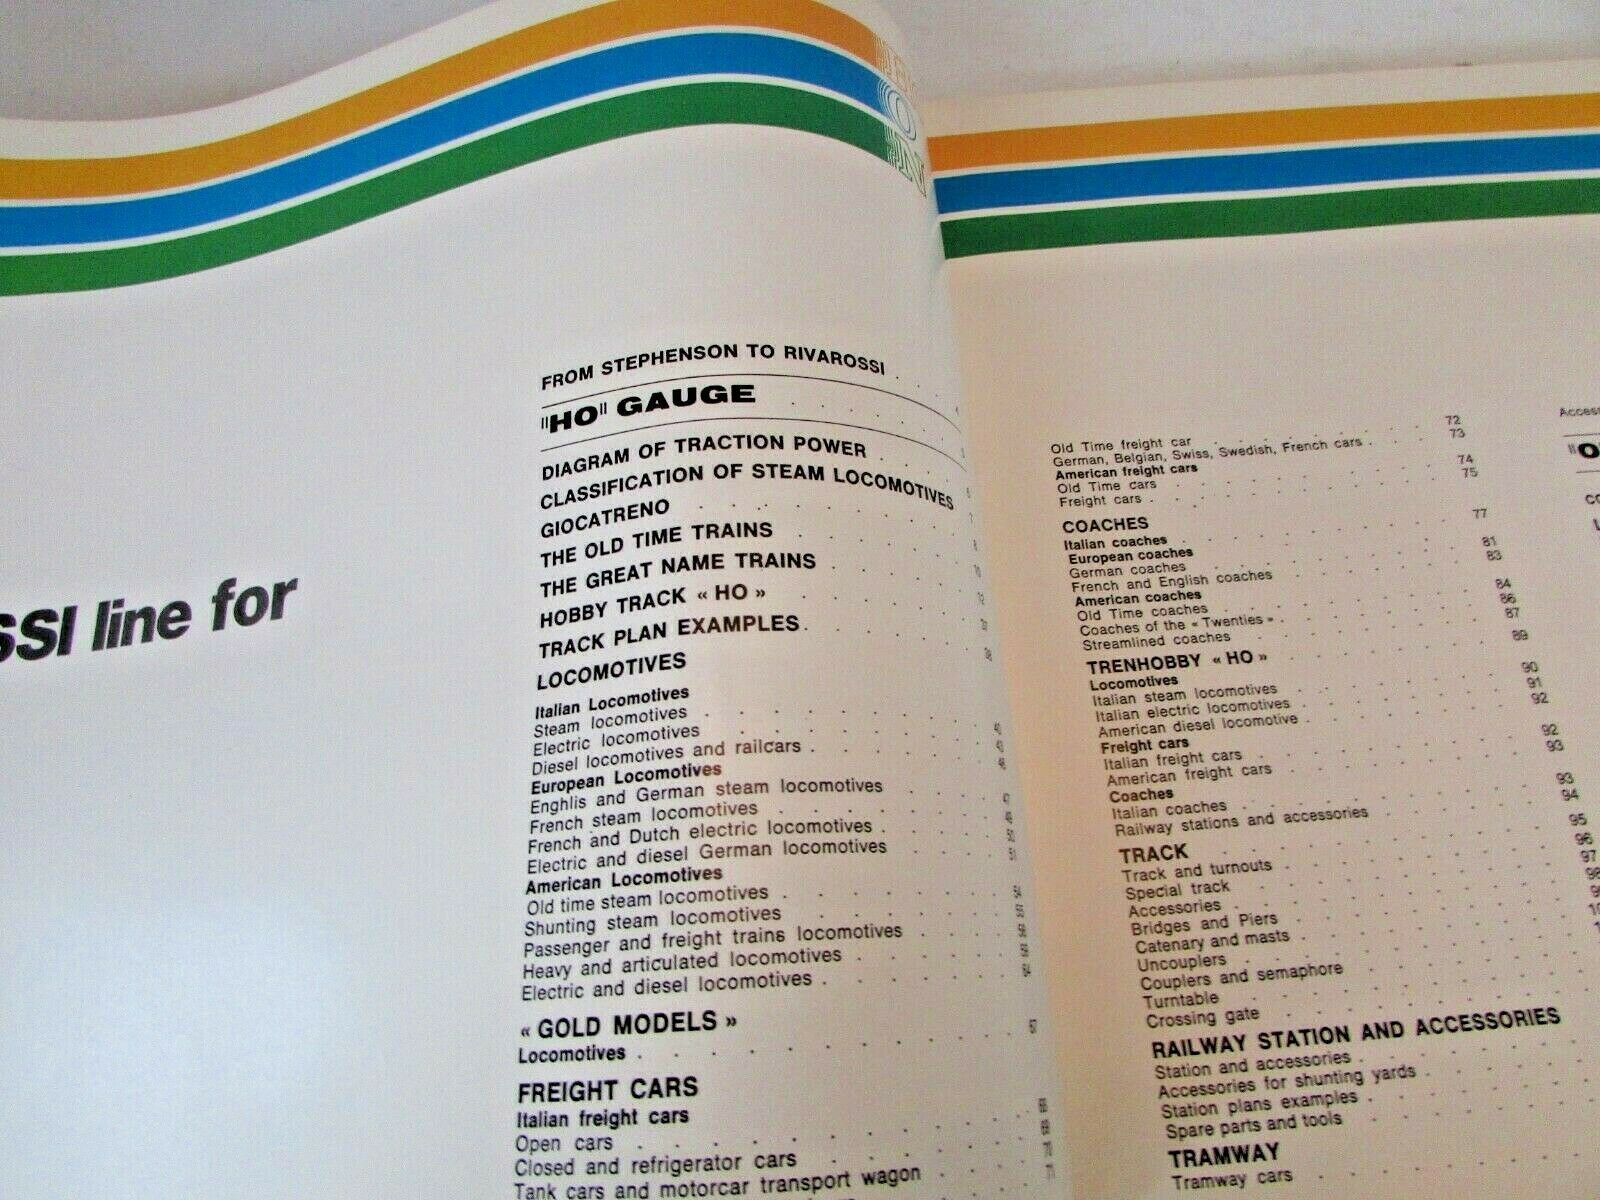 HO
O
N
SSI line for
FROM STEPHENSON TO RIVAROSSI . .
"HO" GAUGE . . . .
DIAGRAM OF TRACTION POWER . . . .
CLASSIFICATION OF STEAM LOCOMOTIVES
GIOCATRENO
THE OLD TIME TRAINS
THE GREAT NAME TRAINS
HOBBY TRACK « HO »
TRACK PLAN EXAMPLES
LOCOMOTIVES
Italian Locomotives
Steam locomotives
Electric locomotives
Diesel locomotives and railcars
European Locomotives
Enghlis and German steam locomotives
French steam locomotives
French and Dutch electric locomotives
Electric and diesel German locomotives
American Locomotives
Old time steam locomotives
Shunting steam locomotives
Passenger and freight trains locomotives
Heavy and articulated locomotives
Electric and diesel locomotives
« GOLD MODELS »
Locomotives
FREIGHT CARS
Italian freight cars
Open cars
Closed and refrigerator cars
Tank cars and motorcar transport wagon
Old Time freight car 72
German, Belgian, Swiss, Swedish, French cars 73
American freight cars
Old Time cars 74
Freight cars 75
COACHES
Italian coaches 77
European coaches
German coaches 81
French and English coaches 83
American coaches
Old Time coaches 84
Coaches of the « Twenties » 86
Streamlined coaches 87
TRENHOBBY « HO » 89
Locomotives
Italian steam locomotives 90
Italian electric locomotives 91
American diesel locomotive 92
Freight cars
Italian freight cars 92
American freight cars 93
Coaches
Italian coaches 93
Railway stations and accessories 94
TRACK
Track and turnouts 95
Special track 96
Accessories 97
Bridges and Piers
Catenary and masts
Uncouplers
Couplers and semaphore
Turntable
Crossing gate
RAILWAY STATION AND ACCESSORIES
Station and accessories
Accessories for shunting yards
Station plans examples
Spare parts and tools
TRAMWAY
Tramway cars